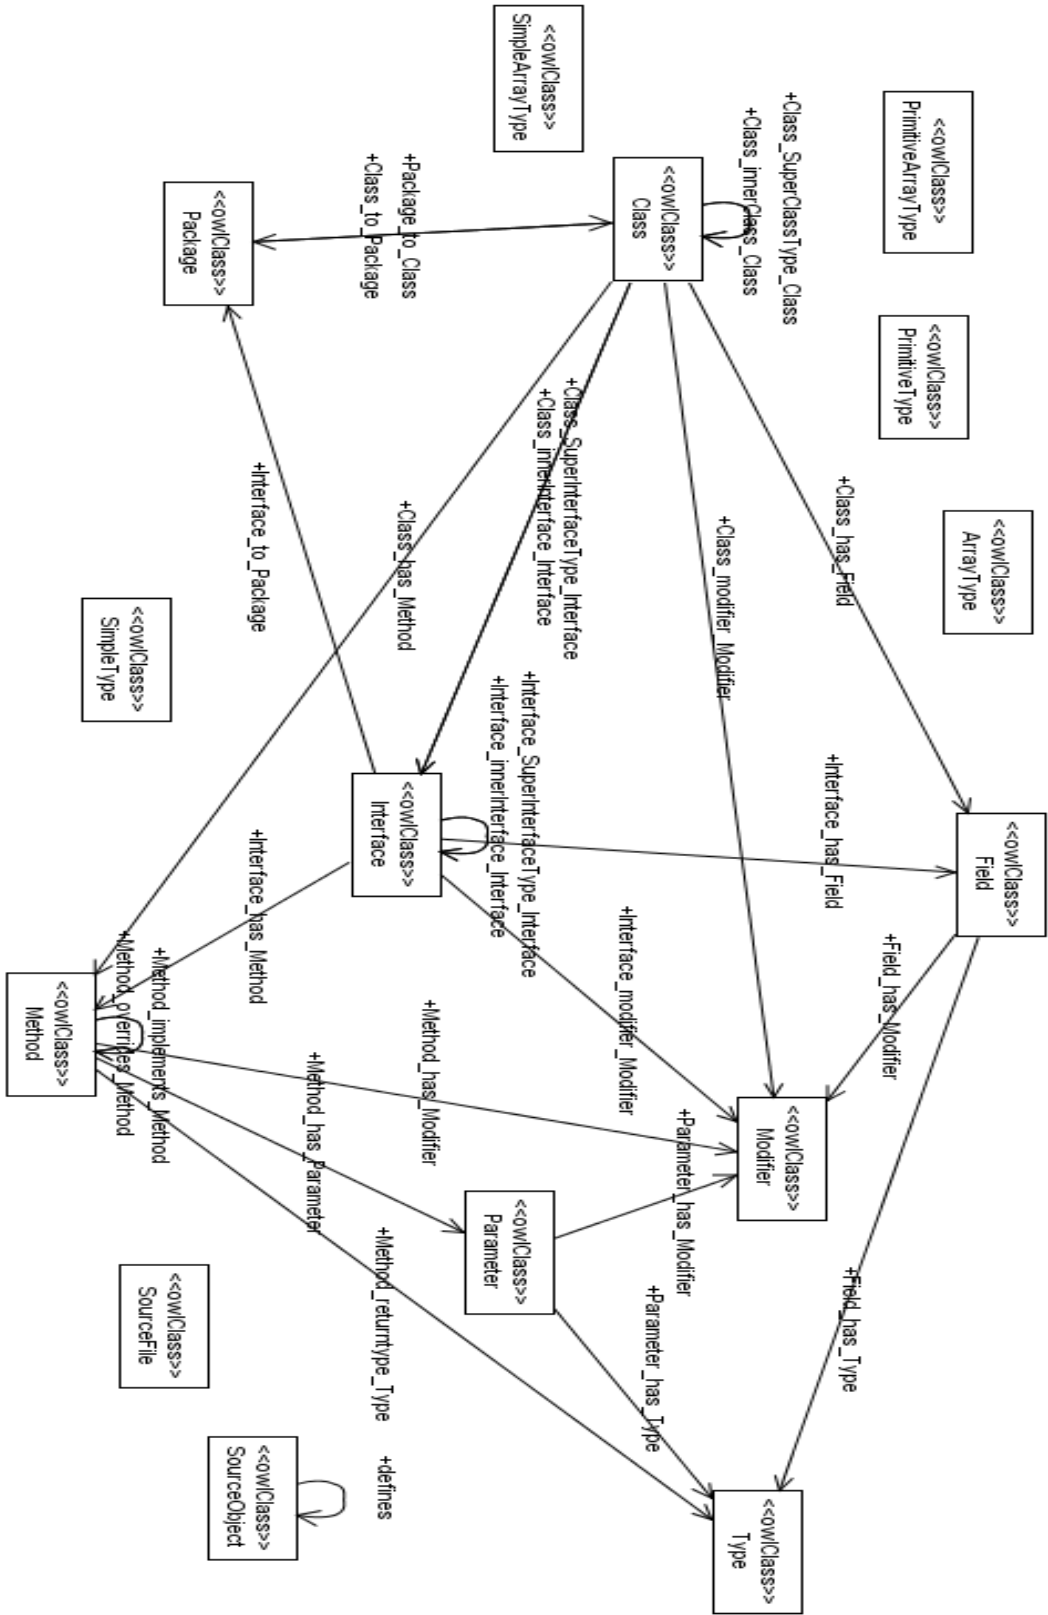 <<owlClass>>
PrimitiveArrayType
<<owlClass>>
PrimitiveType
<<owlClass>>
ArrayType
<<owlClass>>
Field
<<owlClass>>
SimpleArrayType
+Class_SuperClassType_Class
+Class_innerClass_Class
<<owlClass>>
Class
+Class_has_Field
+Class_modifier_Modifier
+Interface_has_Field
+Field_has_Modifier
+Field_has_Type
<<owlClass>>
Modifier
<<owlClass>>
Type
+Package_to_Class
+Class_to_Package
+Class_SuperInterfaceType_Interface
+Class_innerInterface_Interface
+Interface_SuperInterfaceType_Interface
+Interface_innerInterface_Interface
+Interface_modifier_Modifier
+Parameter_has_Modifier
+Parameter_has_Type
<<owlClass>>
Package
+Interface_to_Package
+Class_has_Method
<<owlClass>>
Interface
+Interface_has_Method
+Method_has_Modifier
<<owlClass>>
Parameter
+Method_has_Parameter
+Method_returntype_Type
+defines
<<owlClass>>
SimpleType
+Method_implements_Method
+Method_overrides_Method
<<owlClass>>
Method
<<owlClass>>
SourceFile
<<owlClass>>
SourceObject